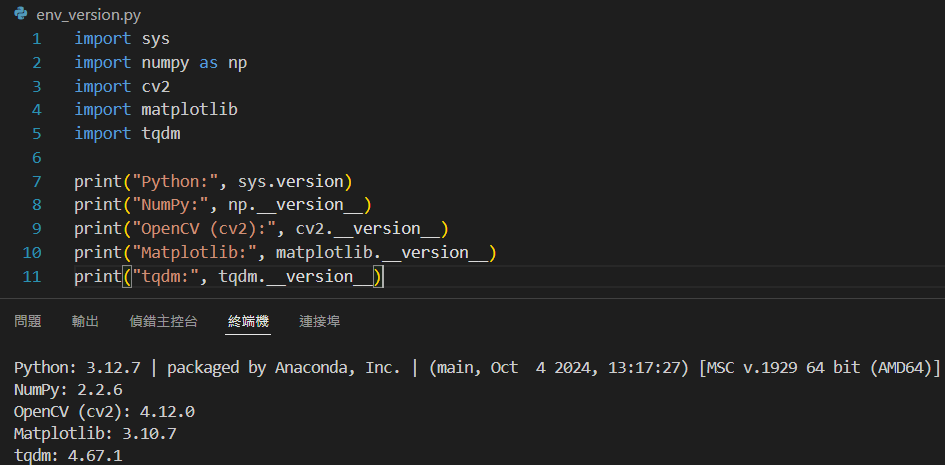 env_version.py
1 import sys
2 import numpy as np
3 import cv2
4 import matplotlib
5 import tqdm
6
7 print("Python:", sys.version)
8 print("NumPy:", np.__version__)
9 print("OpenCV (cv2):", cv2.__version__)
10 print("Matplotlib:", matplotlib.__version__)
11 print("tqdm:", tqdm.__version__)
問題 輸出 偵錯主控台 終端機 連接埠
Python: 3.12.7 | packaged by Anaconda, Inc. | (main, Oct  4 2024, 13:17:27) [MSC v.1929 64 bit (AMD64)]
NumPy: 2.2.6
OpenCV (cv2): 4.12.0
Matplotlib: 3.10.7
tqdm: 4.67.1